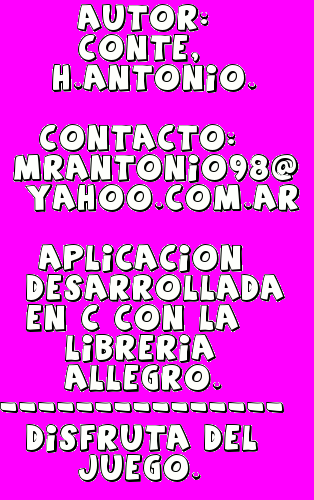 AUTOR:
CONTE,
H.ANTONiO.
CONTACTO:
MRANTONiO98@
YAHOO.COM.AR
APLiCACiON
DESARROLLADA
EN C CON LA
LiBRERiA
ALLEGRO.
----------------
DiSFRUTA DEL
JUEGO.